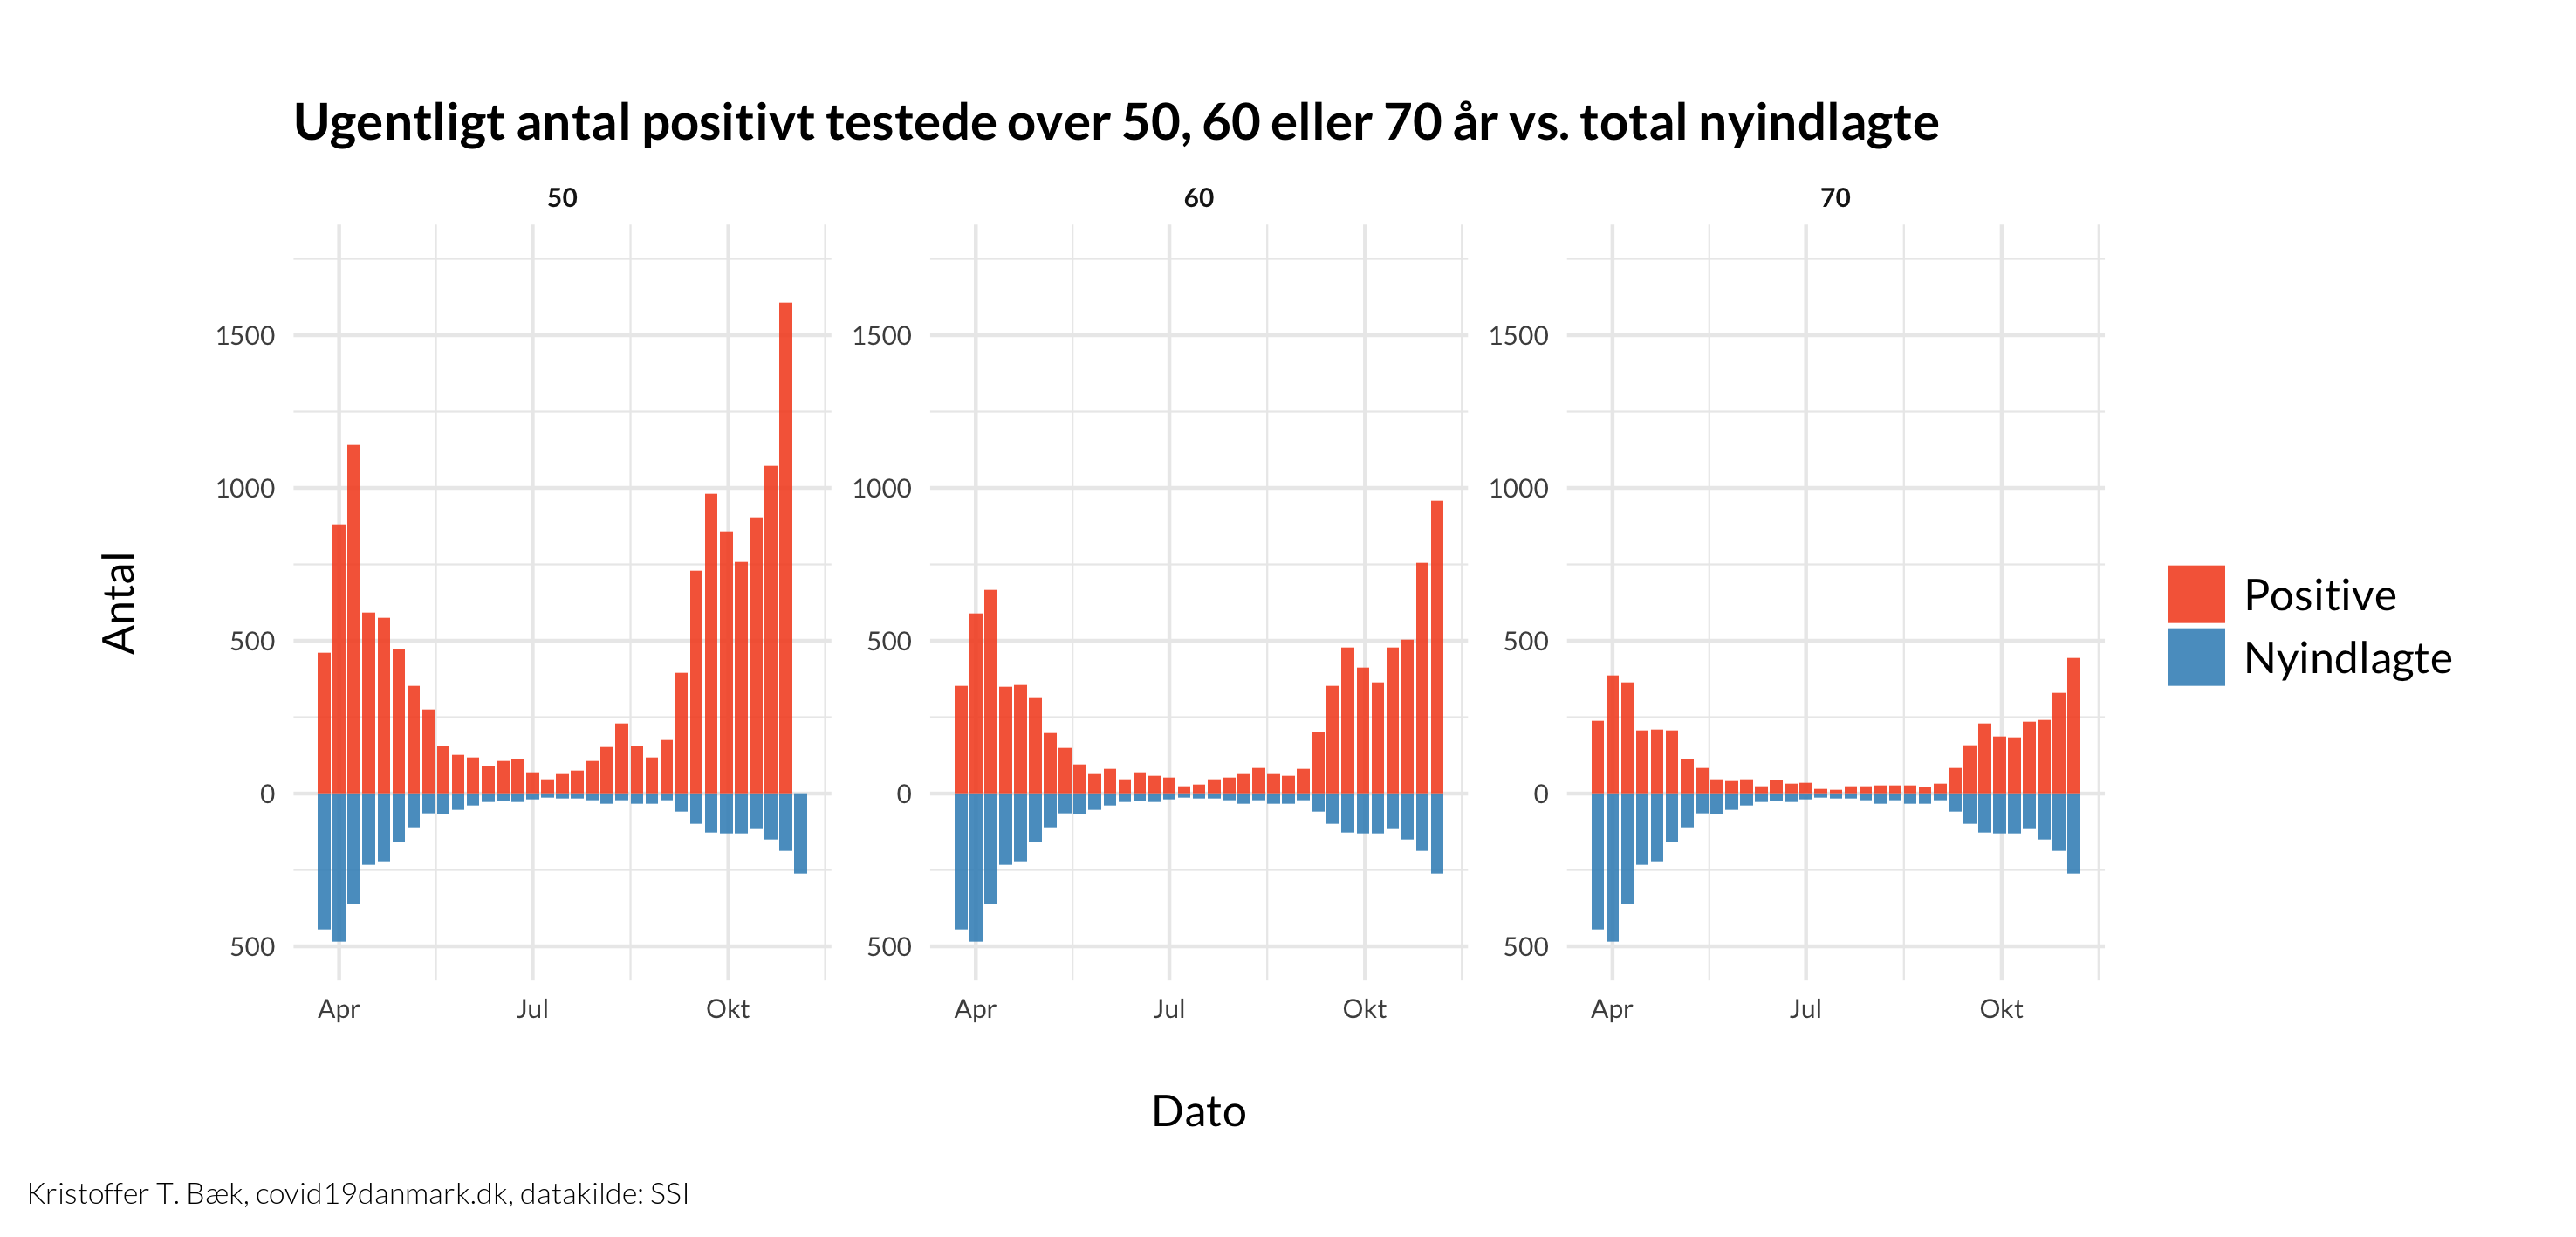 Ugentligt antal positivt testede over 50, 60 eller 70 år vs. total nyindlagte
50 60 70
1500 1500 1500
1000 1000 1000
500 500 500
0 0 0
500 500 500
Apr Jul Okt Apr Jul Okt Apr Jul Okt
Antal
Dato
Positive
Nyindlagte
Kristoffer T. Bæk, covid19danmark.dk, datakilde: SSI